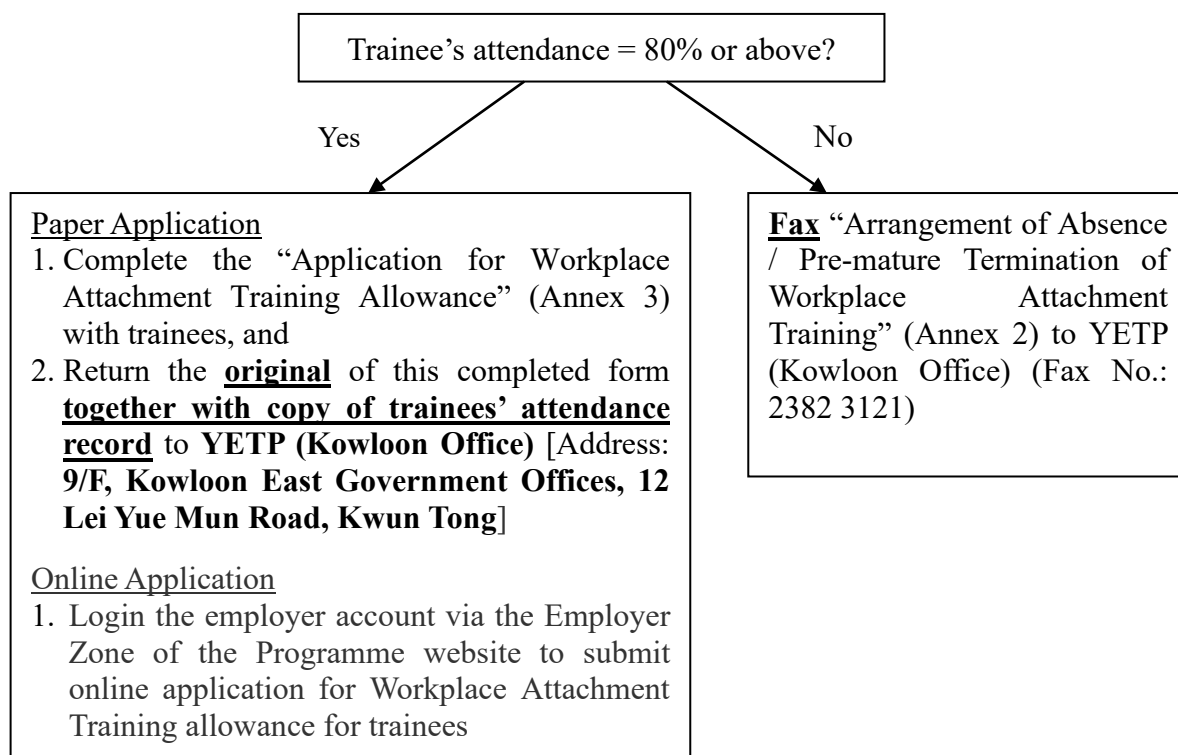 Trainee’s attendance = 80% or above?
Yes
No
Paper Application
1. Complete the “Application for Workplace
Attachment Training Allowance” (Annex 3)
with trainees, and
2. Return the original of this completed form
together with copy of trainees’ attendance
record to YETP (Kowloon Office) [Address:
9/F, Kowloon East Government Offices, 12
Lei Yue Mun Road, Kwun Tong]
Online Application
1. Login the employer account via the Employer
Zone of the Programme website to submit
online application for Workplace Attachment
Training allowance for trainees
Fax “Arrangement of Absence
/ Pre-mature Termination of
Workplace Attachment
Training” (Annex 2) to YETP
(Kowloon Office) (Fax No.:
2382 3121)